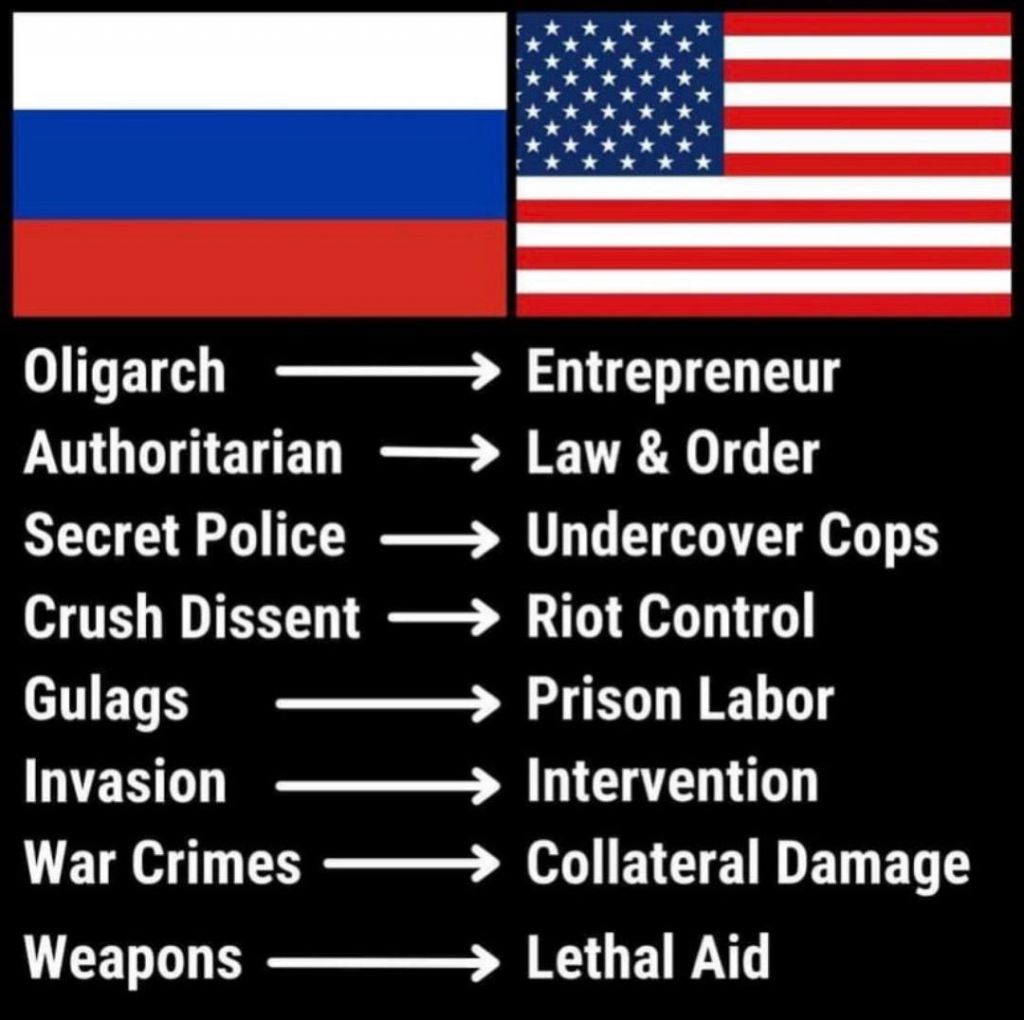 Oligarch → Entrepreneur
Authoritarian → Law & Order
Secret Police → Undercover Cops
Crush Dissent → Riot Control
Gulags → Prison Labor
Invasion → Intervention
War Crimes → Collateral Damage
Weapons → Lethal Aid